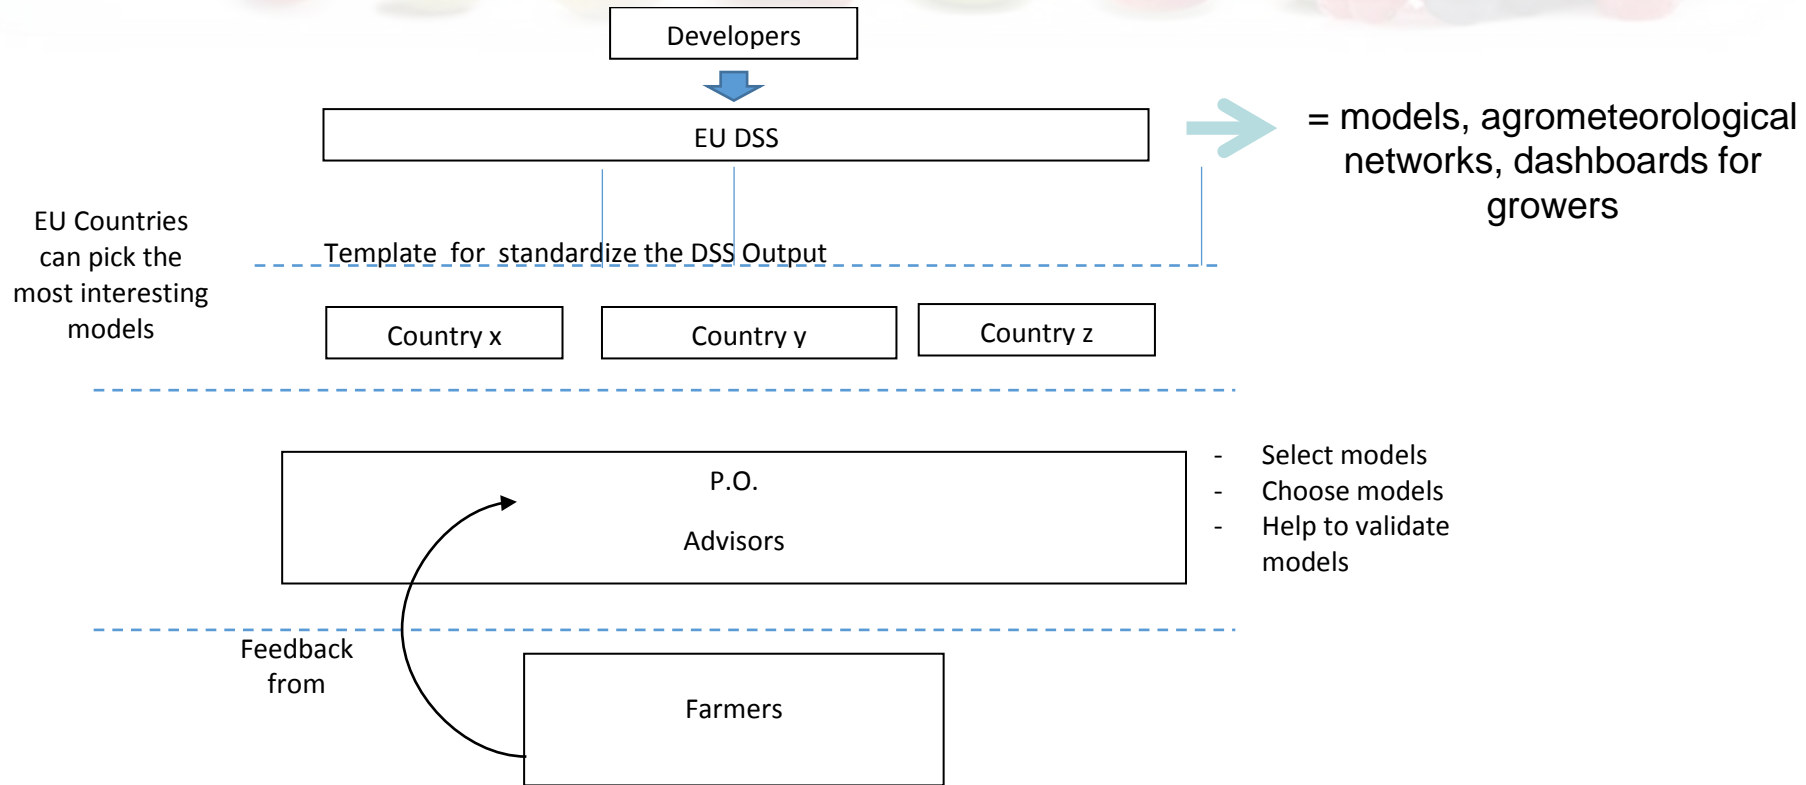 Developers
EU DSS
= models, agrometeorological
networks, dashboards for
growers
EU Countries
can pick the
most interesting
models
Template for standardize the DSS Output
Country x
Country y
Country z
P.O.
Advisors
- Select models
- Choose models
- Help to validate
models
Feedback
from
Farmers